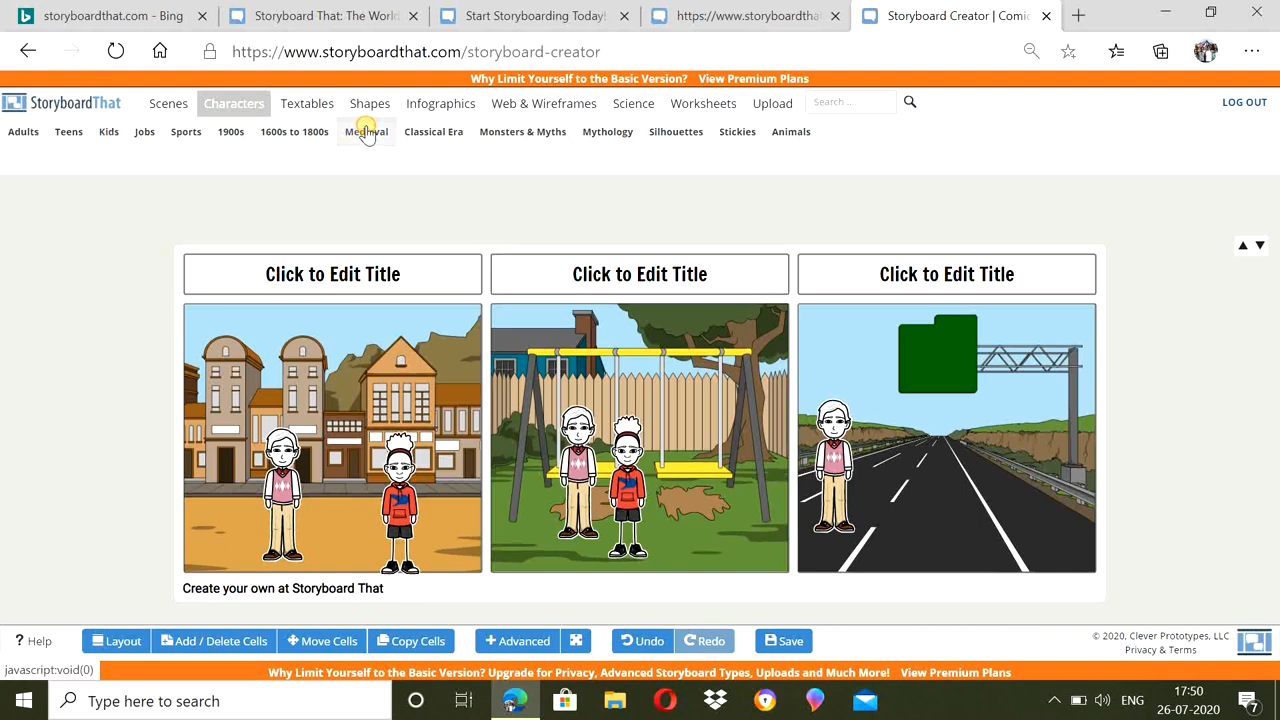 storyboardthat.com - Bing
Storyboard That: The World'
Start Storyboarding Today!
https://www.storyboardthat.com/
Storyboard Creator | Comic
https://www.storyboardthat.com/storyboard-creator
Why Limit Yourself to the Basic Version? View Premium Plans
StoryboardThat
Scenes Characters Textables Shapes Infographics Web & Wireframes Science Worksheets Upload Search .. LOG OUT
Adults Teens Kids Jobs Sports 1900s 1600s to 1800s Medieval Classical Era Monsters & Myths Mythology Silhouettes Stickies Animals
Click to Edit Title Click to Edit Title Click to Edit Title
Create your own at Storyboard That
? Help Layout Add / Delete Cells Move Cells Copy Cells Advanced Undo Redo Save
© 2020, Clever Prototypes, LLC
Privacy & Terms
javascript:void(0)
Why Limit Yourself to the Basic Version? Upgrade for Privacy, Advanced Storyboard Types, Uploads and Much More! View Premium Plans
Type here to search
ENG
17:50
26-07-2020
7